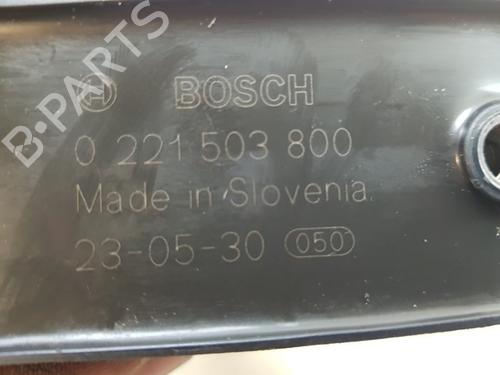 BOSCH
0 221 503 800
Made in Slovenia
23-05-30 050
B-PARTS